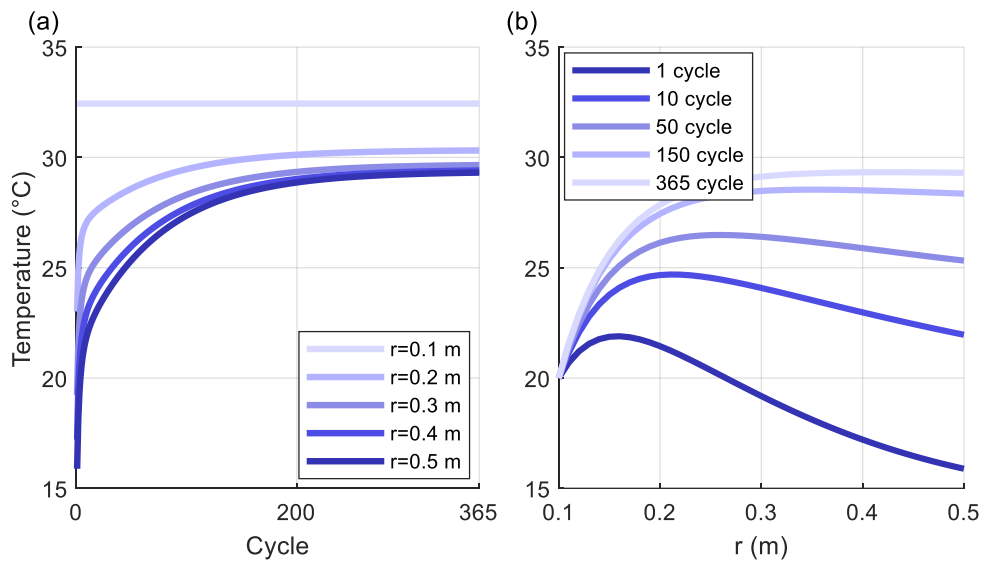 (a)
35
30
25
20
15
Temperature (°C)
r=0.1 m
r=0.2 m
r=0.3 m
r=0.4 m
r=0.5 m
0
200
365
Cycle
(b)
35
30
25
20
15
1 cycle
10 cycle
50 cycle
150 cycle
365 cycle
0.1
0.2
0.3
0.4
0.5
r (m)